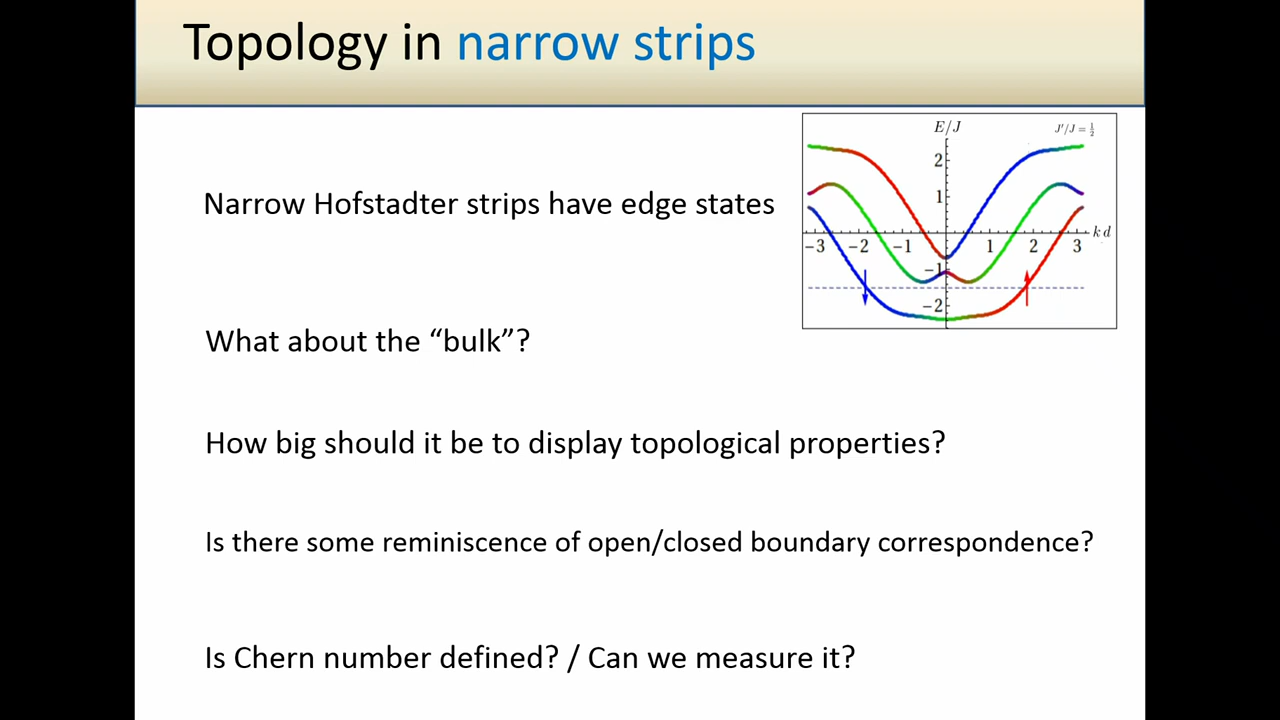 Topology in narrow strips
Narrow Hofstadter strips have edge states
E/J
J′/J = 1/2
2
1
k d
−3 −2 −1 1 2 3
−1
−2
What about the “bulk”?
How big should it be to display topological properties?
Is there some reminiscence of open/closed boundary correspondence?
Is Chern number defined? / Can we measure it?